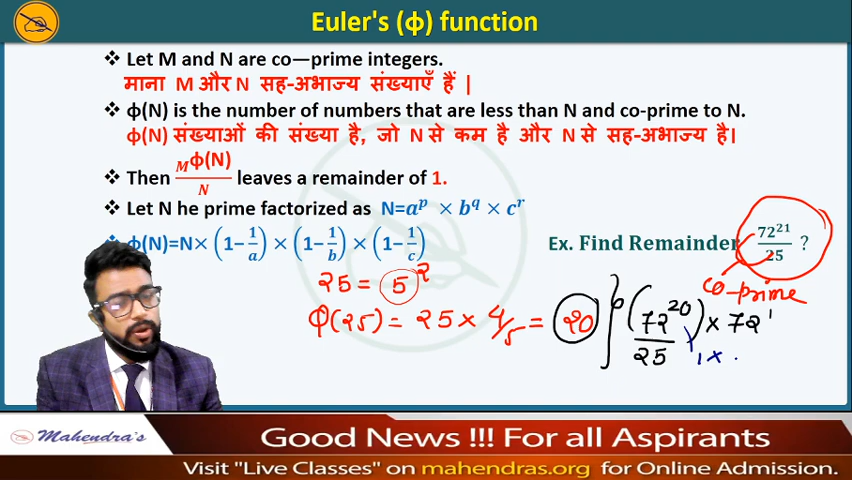 Euler's (ф) function
❖ Let M and N are co—prime integers.
माना M और N सह-अभाज्य संख्याएँ हैं |
❖ ф(N) is the number of numbers that are less than N and co-prime to N.
ф(N) संख्याओं की संख्या है, जो N से कम है और N से सह-अभाज्य है।
❖ Then M^ф(N)/N leaves a remainder of 1.
❖ Let N he prime factorized as N=a^p × b^q × c^r
ф(N)=N× (1−1/a) × (1−1/b) × (1−1/c)
Ex. Find Remainder 72^21/25 ?
25 = 5^2
co-prime
φ(25) = 25 × 4/5 = 20
(72^20/25) × 72^1
1 ×
Mahendra's
Good News !!! For all Aspirants
Visit "Live Classes" on mahendras.org for Online Admission.